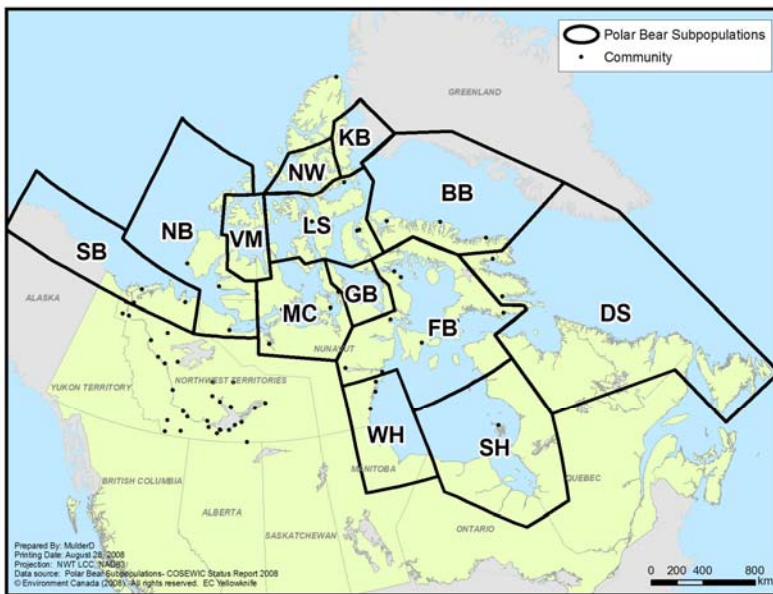 Polar Bear Subpopulations
Community
GREENLAND
KB
NW
BB
NB
VM
LS
SB
ALASKA
MC
GB
FB
DS
NUNAVUT
YUKON TERRITORY
NORTHWEST TERRITORIES
WH
SH
MANITOBA
QUEBEC
BRITISH COLUMBIA
ALBERTA
SASKATCHEWAN
ONTARIO
Prepared By: MulderD
Printing Date: August 28, 2008
Projection: NWT LCC, NAD83
Data source: Polar Bear Subpopulations- COSEWIC Status Report 2008
© Environment Canada (2008). All rights reserved. EC Yellowknife
0 200 400 800
km